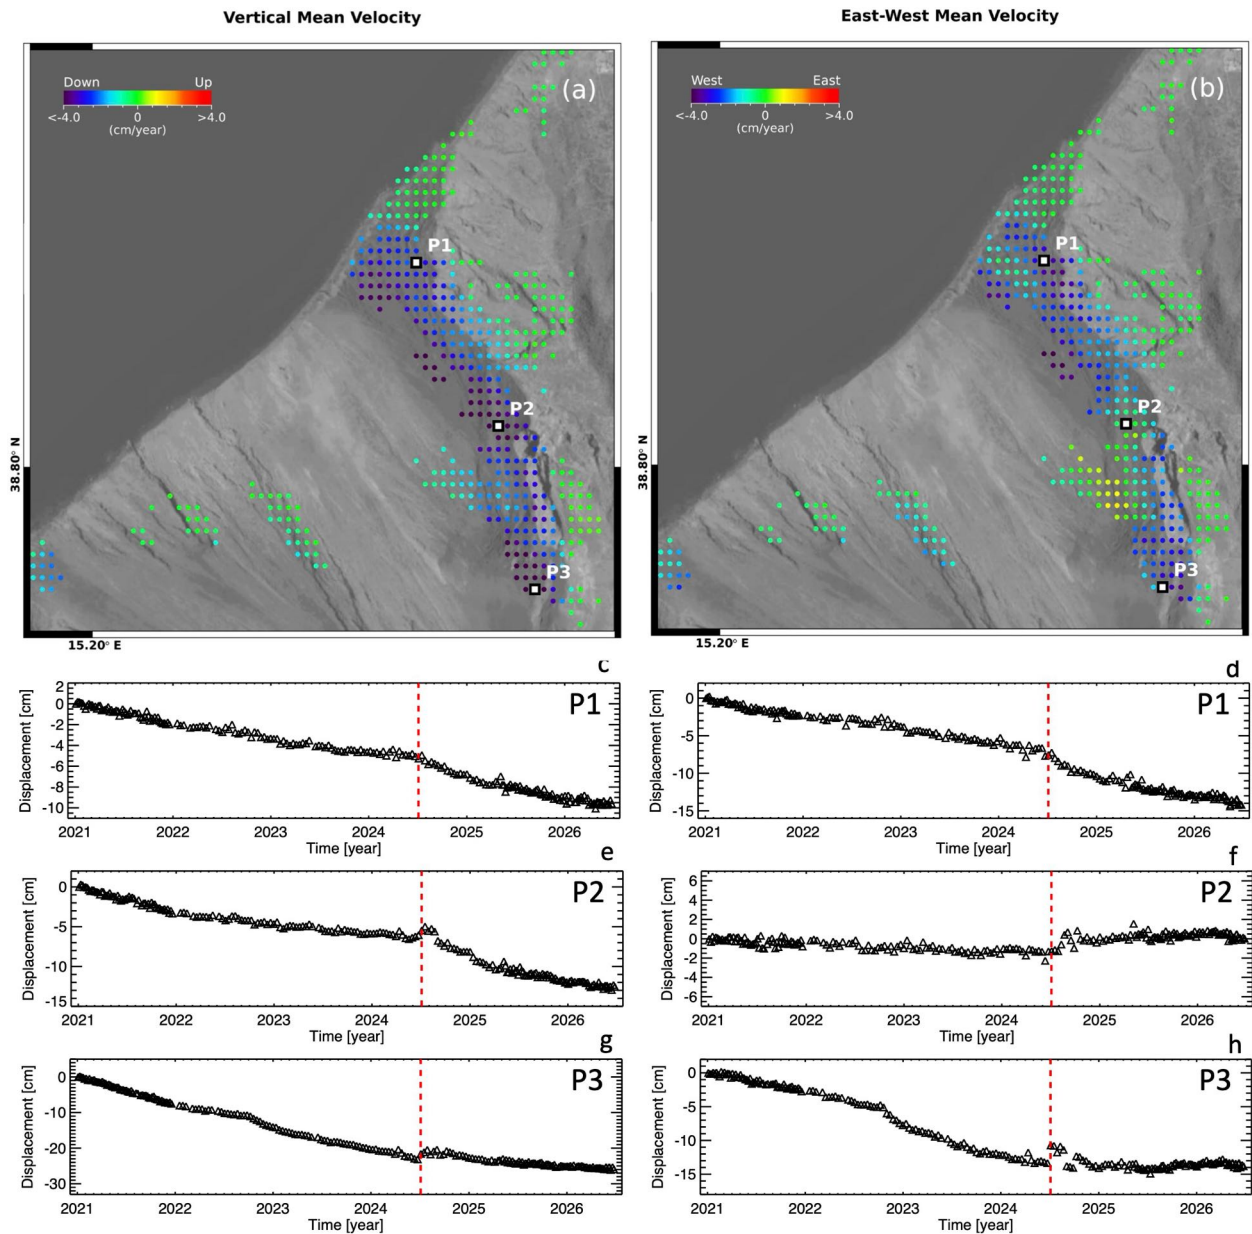 Vertical Mean Velocity
East-West Mean Velocity
Down Up
<-4.0 0 >4.0
(cm/year)
(a)
West East
<-4.0 0 >4.0
(cm/year)
(b)
P1
P2
P3
P1
P2
P3
38.80° N
15.20° E
38.80° N
15.20° E
c
P1
Displacement [cm]
2
0
-2
-4
-6
-8
-10
2021 2022 2023 2024 2025 2026
Time [year]
d
P1
Displacement [cm]
0
-5
-10
-15
2021 2022 2023 2024 2025 2026
Time [year]
e
P2
Displacement [cm]
0
-5
-10
-15
2021 2022 2023 2024 2025 2026
Time [year]
f
P2
Displacement [cm]
6
4
2
0
-2
-4
-6
2021 2022 2023 2024 2025 2026
Time [year]
g
P3
Displacement [cm]
0
-10
-20
-30
2021 2022 2023 2024 2025 2026
Time [year]
h
P3
Displacement [cm]
0
-5
-10
-15
2021 2022 2023 2024 2025 2026
Time [year]